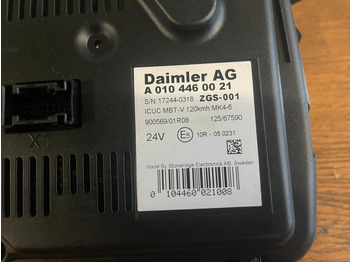 Daimler AG
A 010 446 00 21
S/N: 17244-0318 ZGS-001
ICUC MBT-V 120kmh MK4-6
900569/01R08 125/67590
24V E5 10R - 05 0231
Made By Stoneridge Electronics AB, Sweden
0 104460 021008